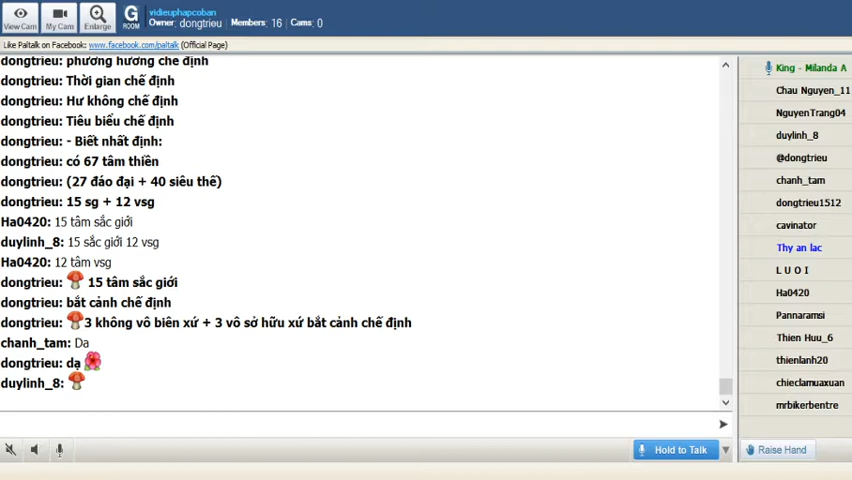 View Cam
My Cam
Enlarge
G
ROOM
vidieuphapcoban
Owner: dongtrieu Members: 16 Cams: 0
Like Paltalk on Facebook: www.facebook.com/paltalk (Official Page)
dongtrieu: phương hướng chế định
dongtrieu: Thời gian chế định
dongtrieu: Hư không chế định
dongtrieu: Tiêu biểu chế định
dongtrieu: - Biết nhất định:
dongtrieu: có 67 tâm thiền
dongtrieu: (27 đáo đại + 40 siêu thế)
dongtrieu: 15 sg + 12 vsg
Ha0420: 15 tâm sắc giới
duylinh_8: 15 sắc giới 12 vsg
Ha0420: 12 tâm vsg
dongtrieu: 15 tâm sắc giới
dongtrieu: bắt cảnh chế định
dongtrieu: 3 không vô biên xứ + 3 vô sở hữu xứ bắt cảnh chế định
chanh_tam: Da
dongtrieu: dạ
duylinh_8:
King - Milanda A
Chau Nguyen_11
NguyenTrang04
duylinh_8
@dongtrieu
chanh_tam
dongtrieu1512
cavinator
Thy an lac
L U O I
Ha0420
Pannaramsi
Thien Huu_6
thienlanh20
chieclamuaxuan
mrbikerbentre
Hold to Talk
Raise Hand